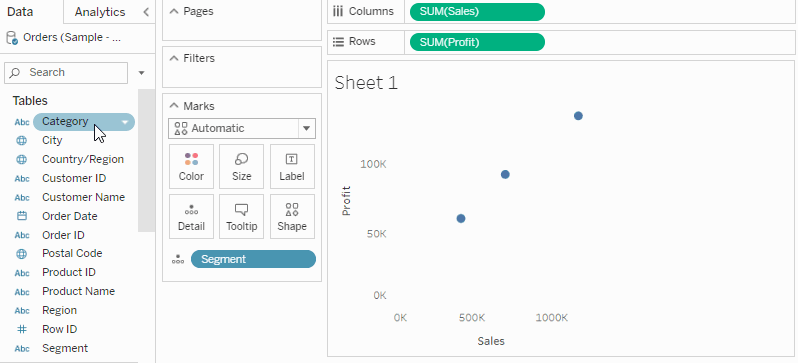 Data
Analytics
Orders (Sample - ...
Search
Tables
Abc Category
City
Country/Region
Abc Customer ID
Abc Customer Name
Order Date
Abc Order ID
Postal Code
Abc Product ID
Abc Product Name
Abc Region
# Row ID
Abc Segment
Pages
Filters
Marks
Automatic
Color Size Label
Detail Tooltip Shape
Segment
Columns SUM(Sales)
Rows SUM(Profit)
Sheet 1
Profit
100K
50K
0K
0K 500K 1000K
Sales